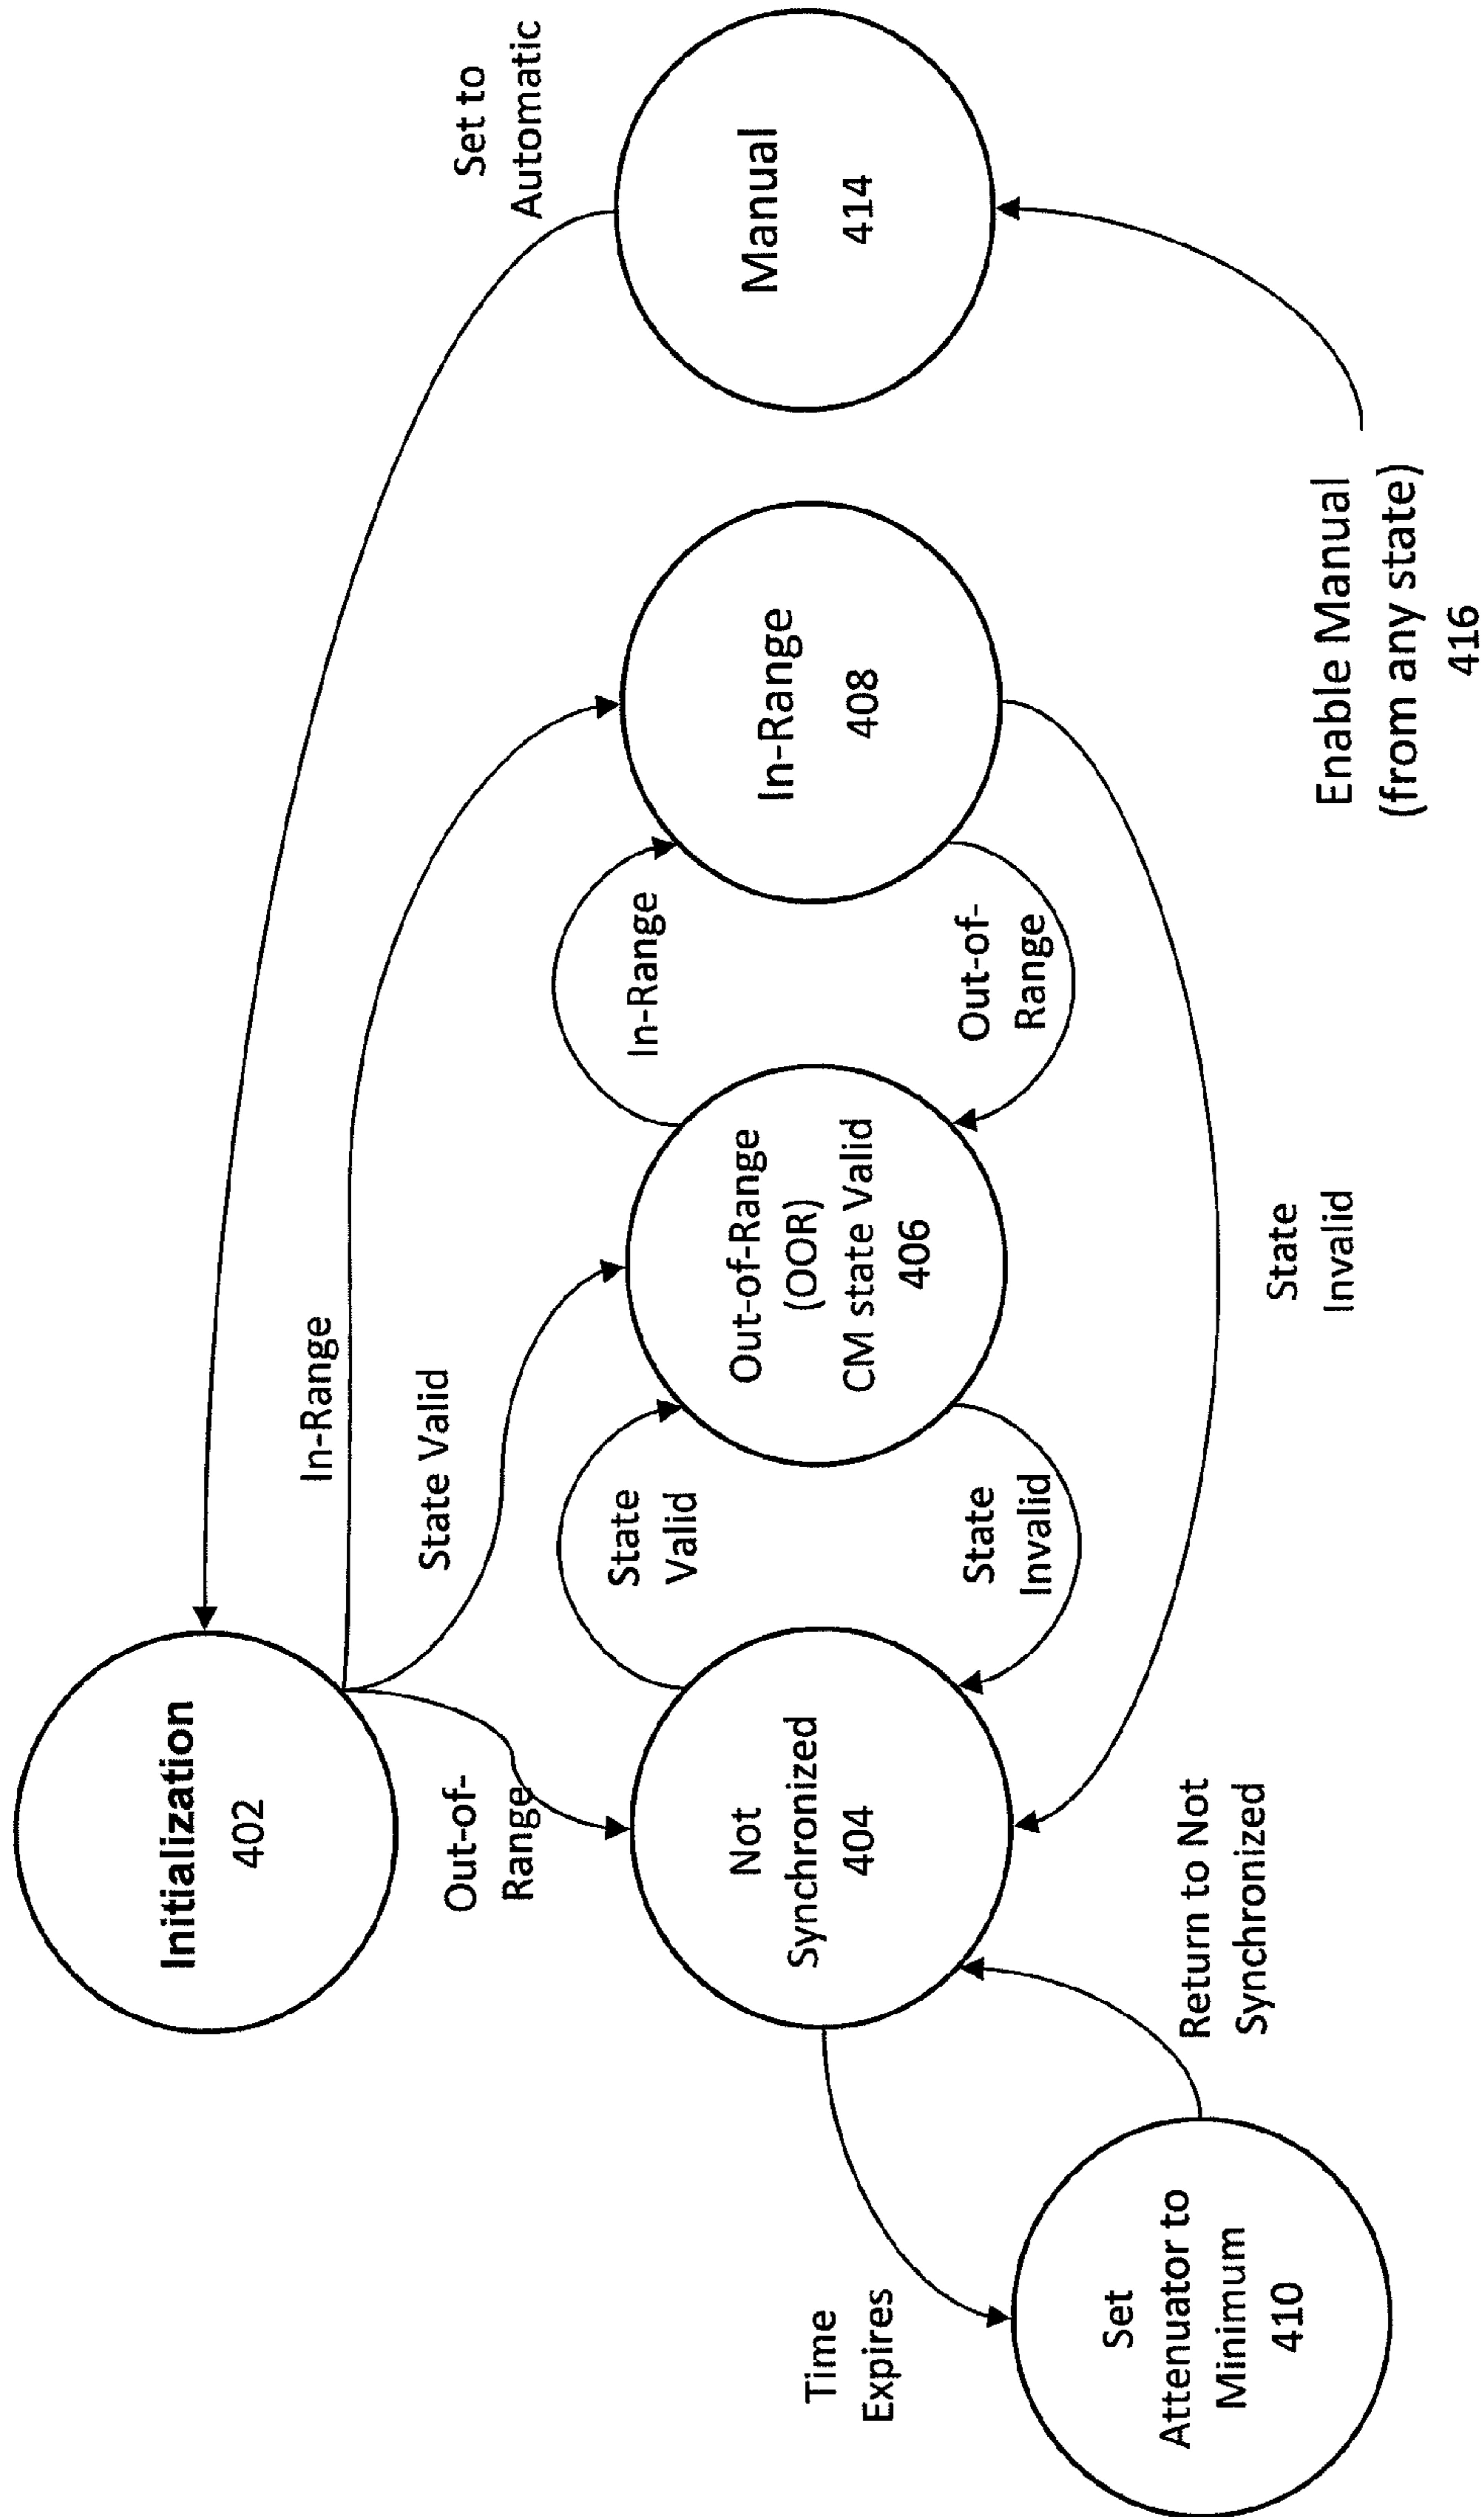 Initialization
402
In-Range
State Valid
Out-of-
Range
Set to
Automatic
Not
Synchronized
404
State
Valid
State
Invalid
Out-of-Range
(OOR)
CM state Valid
406
In-Range
Out-of-
Range
In-Range
408
Manual
414
Time
Expires
Set
Attenuator to
Minimum
410
Return to Not
Synchronized
State
Invalid
Enable Manual
(from any state)
416